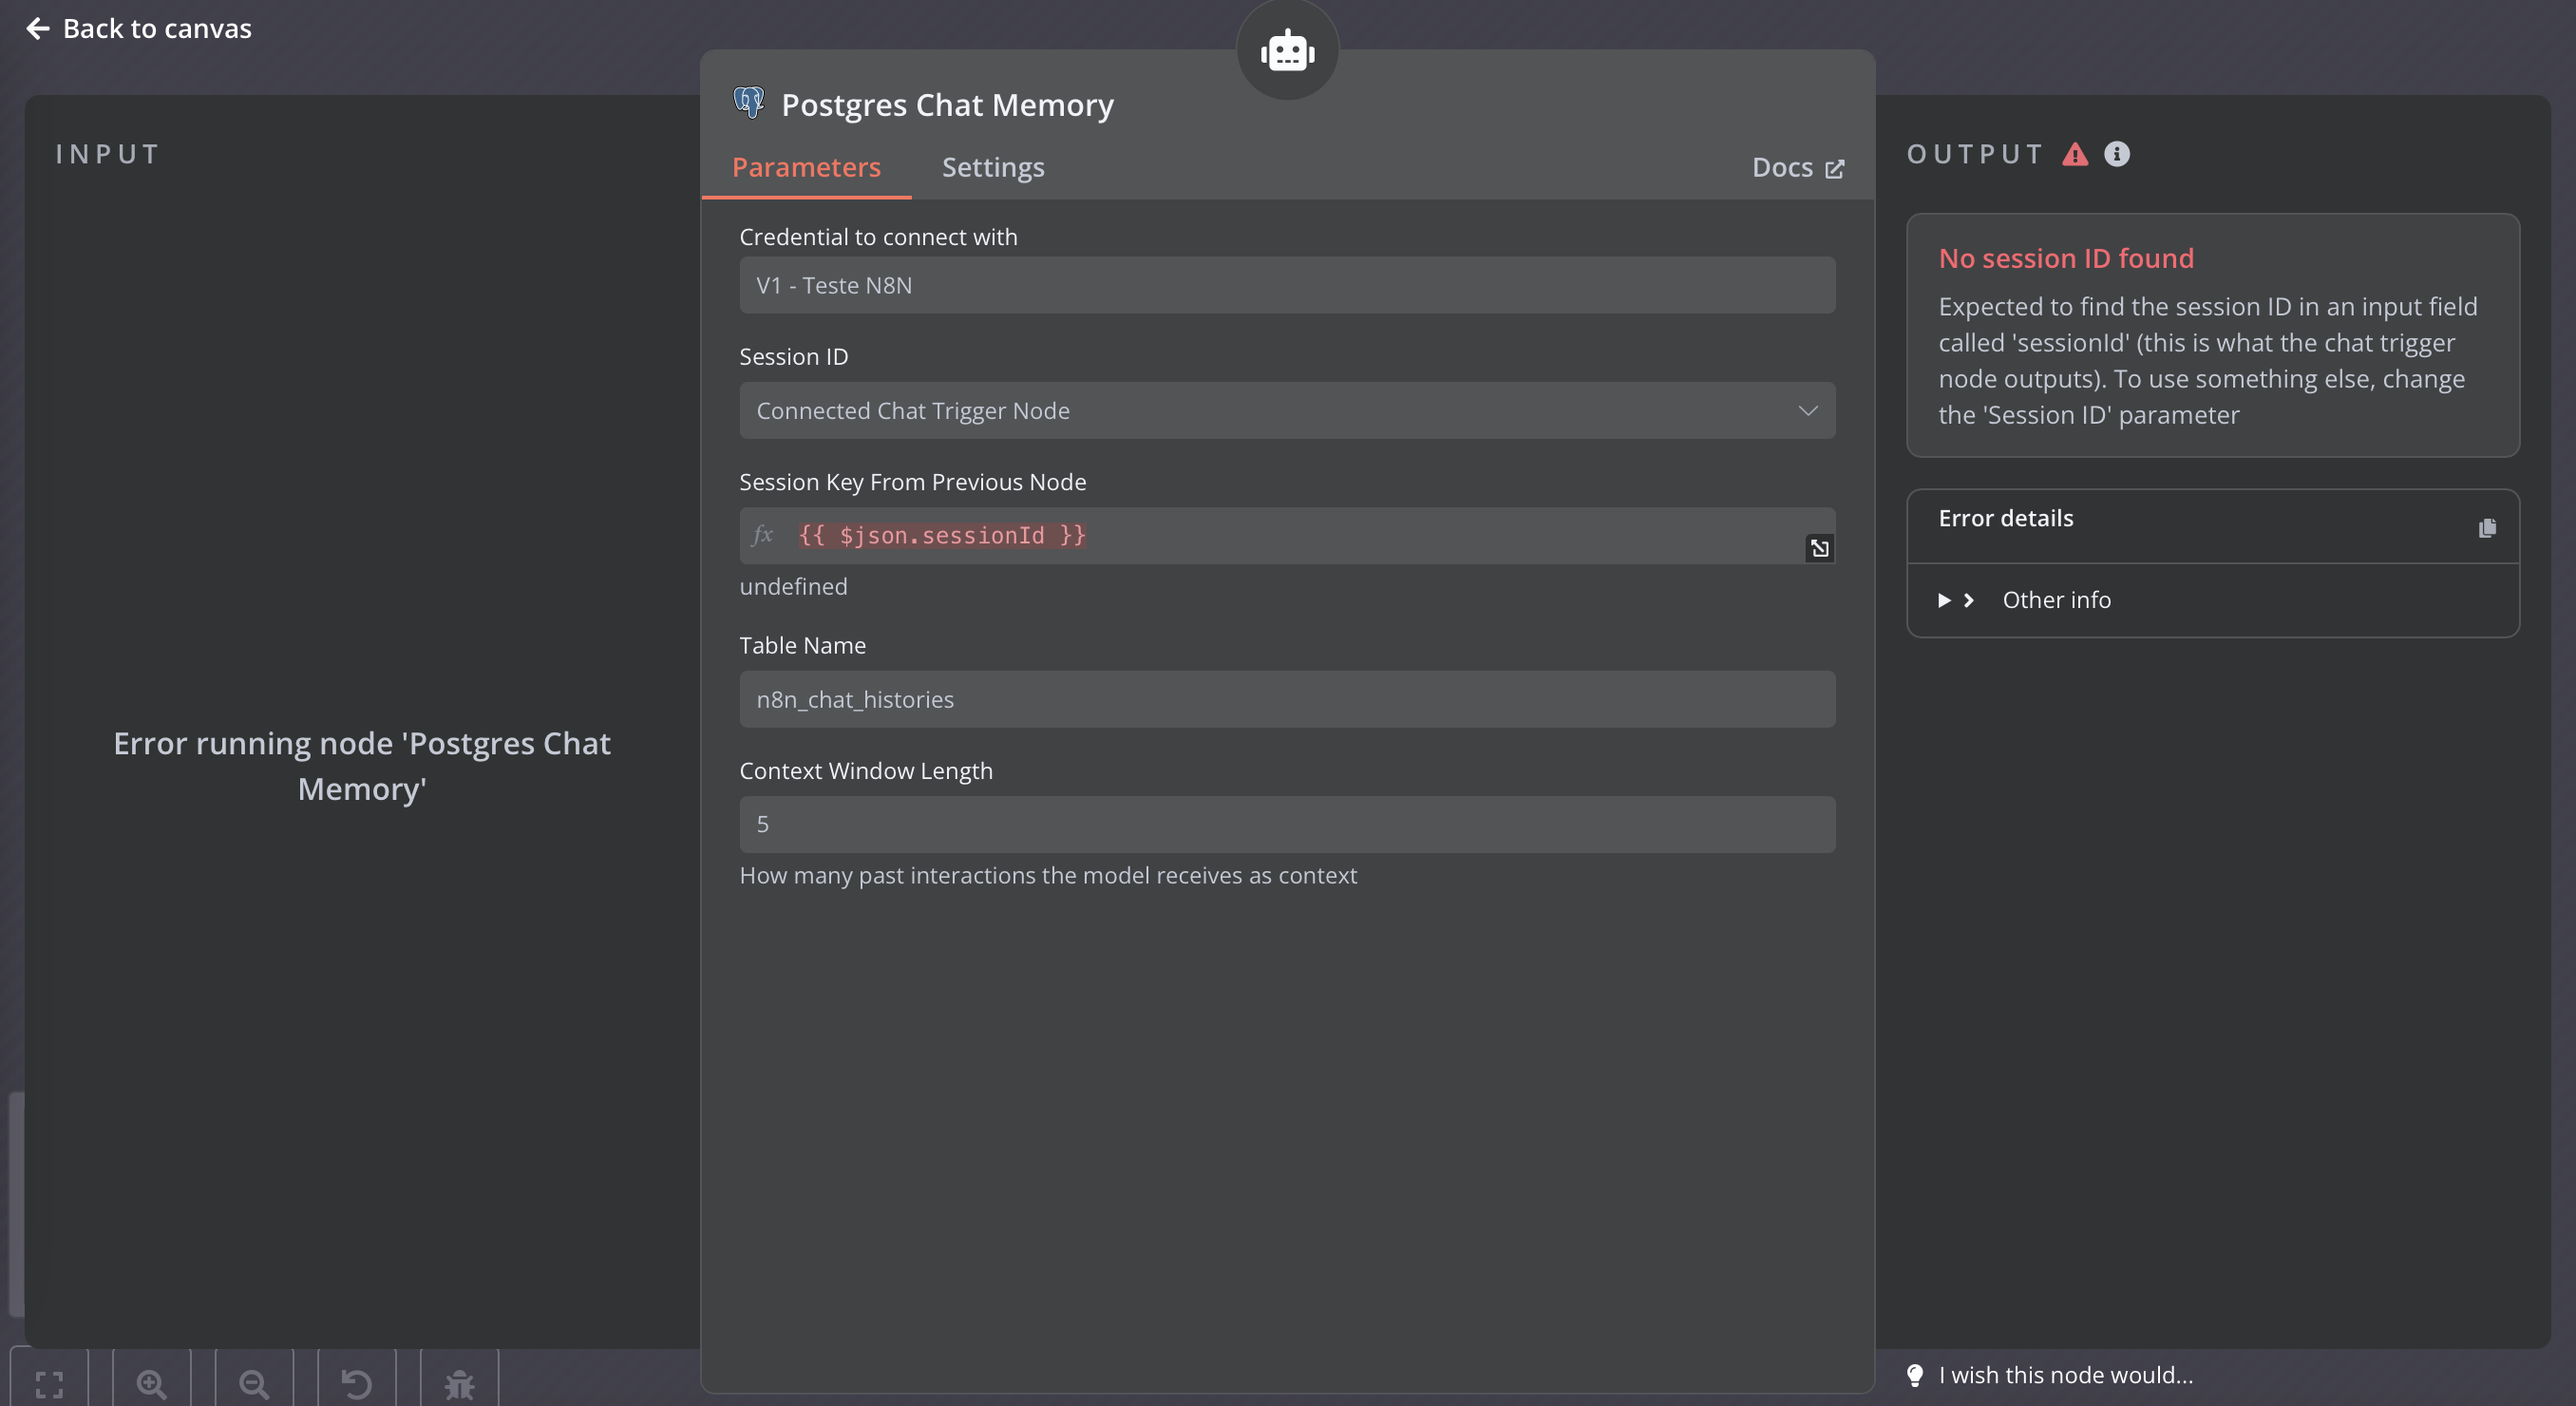 Back to canvas
INPUT
Error running node 'Postgres Chat
Memory'
Postgres Chat Memory
Parameters
Settings
Docs
Credential to connect with
V1 - Teste N8N
Session ID
Connected Chat Trigger Node
Session Key From Previous Node
fx {{ $json.sessionId }}
undefined
Table Name
n8n_chat_histories
Context Window Length
5
How many past interactions the model receives as context
OUTPUT
No session ID found
Expected to find the session ID in an input field
called 'sessionId' (this is what the chat trigger
node outputs). To use something else, change
the 'Session ID' parameter
Error details
Other info
I wish this node would...